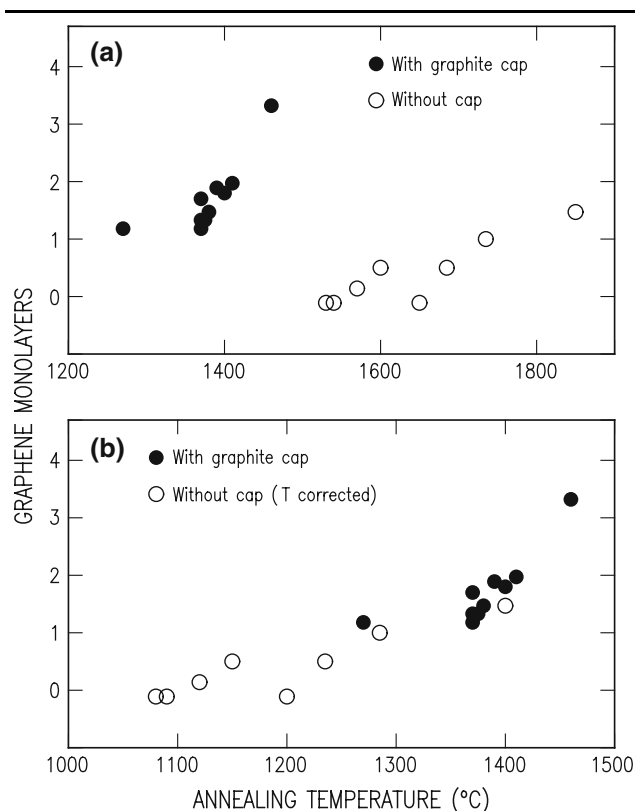 (a)
With graphite cap
Without cap
4
3
2
1
0
1200 1400 1600 1800
GRAPHENE MONOLAYERS
(b)
With graphite cap
Without cap (T corrected)
4
3
2
1
0
1000 1100 1200 1300 1400 1500
ANNEALING TEMPERATURE (°C)